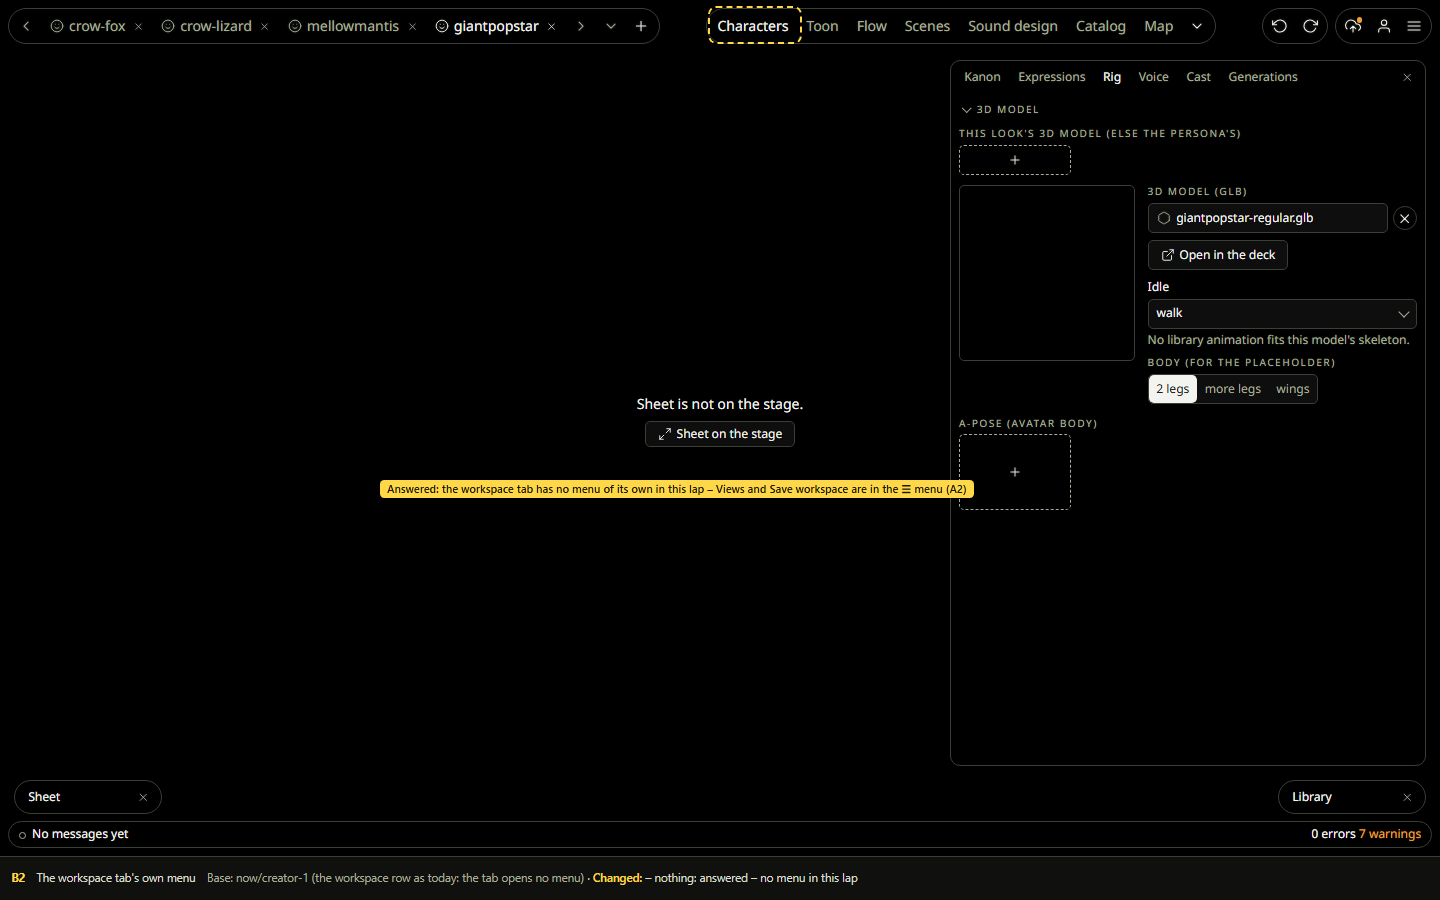 crow-fox crow-lizard mellowmantis giantpopstar
Characters Toon Flow Scenes Sound design Catalog Map
Kanon Expressions Rig Voice Cast Generations
3D MODEL
THIS LOOK'S 3D MODEL (ELSE THE PERSONA'S)
3D MODEL (GLB)
giantpopstar-regular.glb
Open in the deck
Idle
walk
No library animation fits this model's skeleton.
BODY (FOR THE PLACEHOLDER)
2 legs more legs wings
A-POSE (AVATAR BODY)
Sheet is not on the stage.
Sheet on the stage
Answered: the workspace tab has no menu of its own in this lap – Views and Save workspace are in the ☰ menu (A2)
Sheet
Library
No messages yet
0 errors 7 warnings
B2 The workspace tab's own menu Base: now/creator-1 (the workspace row as today: the tab opens no menu) · Changed: – nothing: answered – no menu in this lap